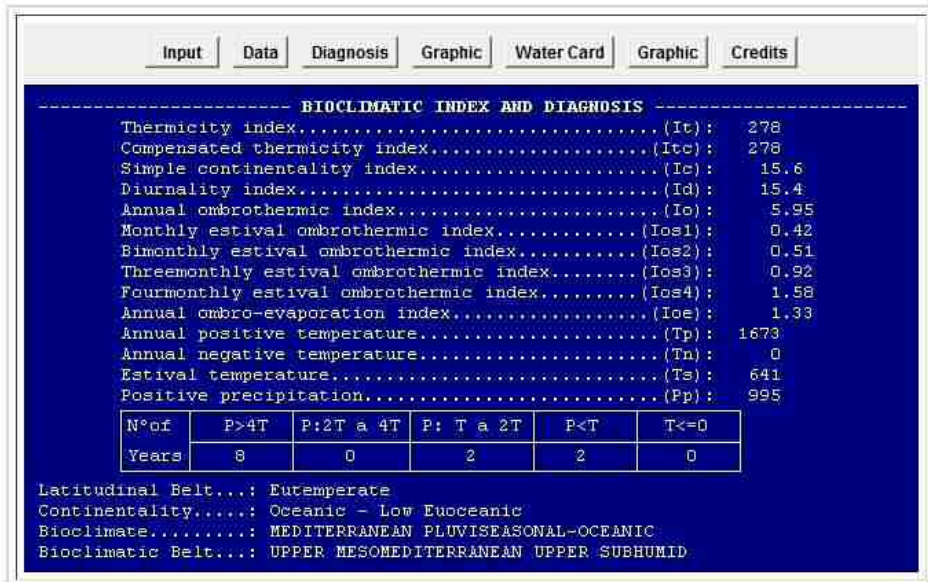 Input Data Diagnosis Graphic Water Card Graphic Credits
----------------------- BIOCLIMATIC INDEX AND DIAGNOSIS -----------------------
Thermicity index.................................(It): 278
Compensated thermicity index....................(Itc): 278
Simple continentality index......................(Ic): 15.6
Diurnality index.................................(Id): 15.4
Annual ombrothermic index........................(Io): 5.95
Monthly estival ombrothermic index.............(Ios1): 0.42
Bimonthly estival ombrothermic index...........(Ios2): 0.51
Threemonthly estival ombrothermic index........(Ios3): 0.92
Fourmonthly estival ombrothermic index.........(Ios4): 1.58
Annual ombro-evaporation index..................(Ioe): 1.33
Annual positive temperature......................(Tp): 1673
Annual negative temperature......................(Tn): 0
Estival temperature..............................(Ts): 641
Positive precipitation...........................(Pp): 995
N°of P>4T P:2T a 4T P: T a 2T P<T T<=0
Years 8 0 2 2 0
Latitudinal Belt...: Eutemperate
Continentality.....: Oceanic - Low Euoceanic
Bioclimate.........: MEDITERRANEAN PLUVISEASONAL-OCEANIC
Bioclimatic Belt...: UPPER MESOMEDITERRANEAN UPPER SUBHUMID